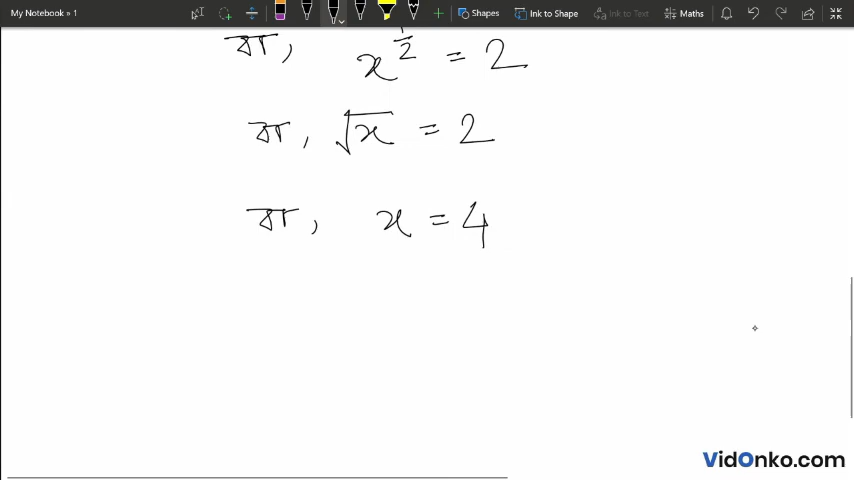 My Notebook » 1
Shapes
Ink to Shape
Ink to Text
Maths
বা, x^{1/2} = 2
বা, √x = 2
বা, x = 4
VidOnko.com